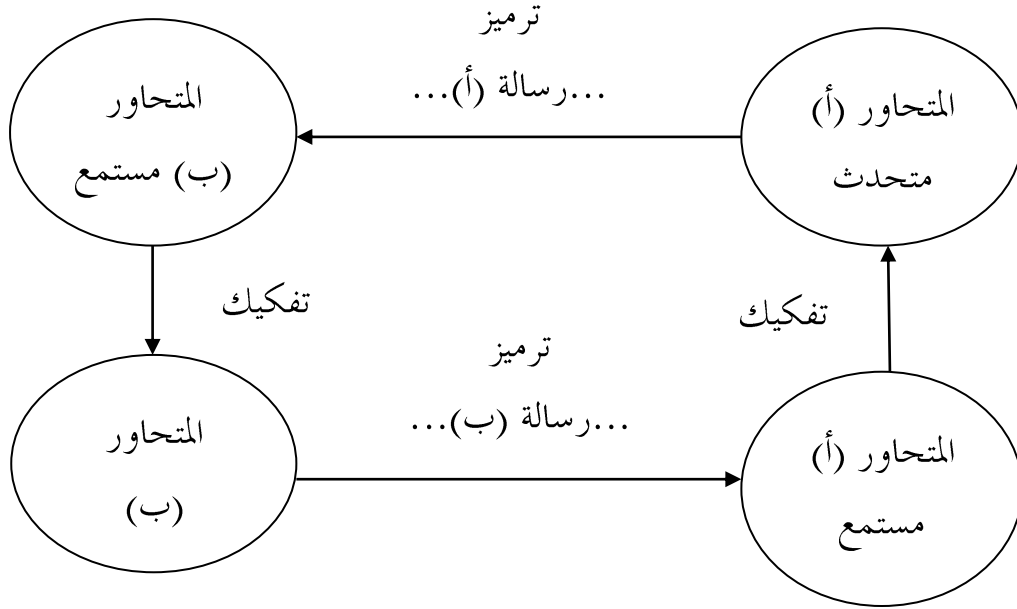 ترميز
...رسالة (أ)...
المتحاور (أ)
متحدث
المتحاور
(ب) مستمع
تفكيك
تفكيك
ترميز
...رسالة (ب)...
المتحاور
(ب)
المتحاور (أ)
مستمع